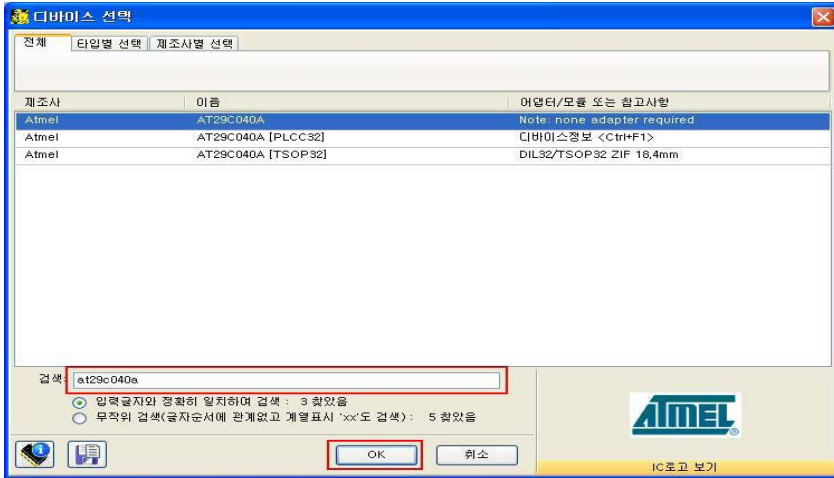 디바이스 선택
전체 타입별 선택 제조사별 선택
제조사 이름 어댑터/모듈 또는 참고사항
Atmel AT29C040A Note: none adapter required
Atmel AT29C040A [PLCC32] 디바이스정보 <Ctrl+F1>
Atmel AT29C040A [TSOP32] DIL32/TSOP32 ZIF 18,4mm
검색: at29c040a
입력글자와 정확히 일치하며 검색 : 3 찾았음
무작위 검색(글자순서에 관계없고 계열표시 'xx'도 검색) : 5 찾았음
ATMEL
OK 취소
IC로고 보기